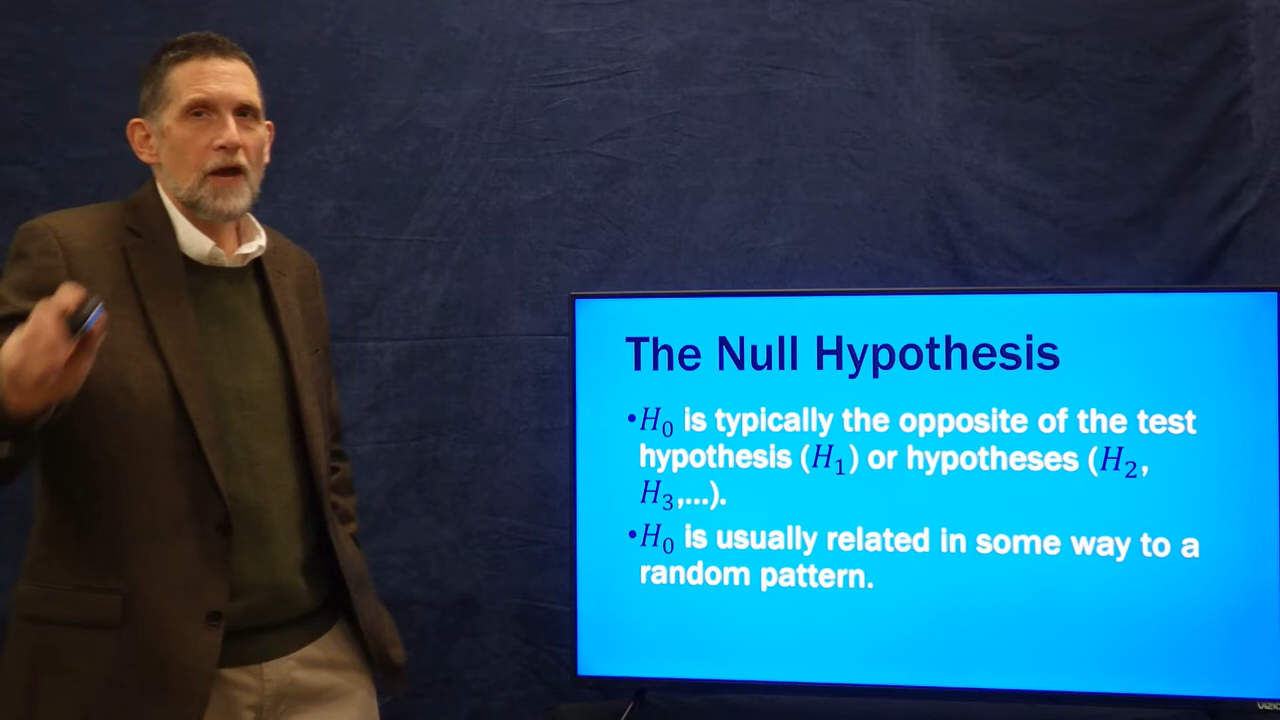 The Null Hypothesis
•H₀ is typically the opposite of the test
hypothesis (H₁) or hypotheses (H₂,
H₃,...).
•H₀ is usually related in some way to a
random pattern.
VIZIO